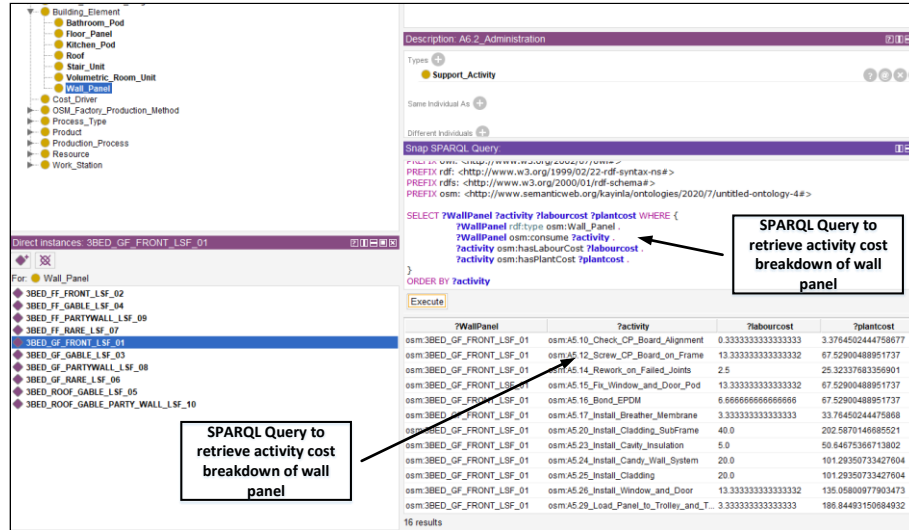 Building_Element
Bathroom_Pod
Floor_Panel
Kitchen_Pod
Roof
Stair_Unit
Volumetric_Room_Unit
Wall_Panel
Cost_Driver
OSM_Factory_Production_Method
Process_Type
Product
Production_Process
Resource
Work_Station
Direct instances: 3BED_GF_FRONT_LSF_01
For: Wall_Panel
3BED_FF_FRONT_LSF_02
3BED_FF_GABLE_LSF_04
3BED_FF_PARTYWALL_LSF_09
3BED_FF_RARE_LSF_07
3BED_GF_FRONT_LSF_01
3BED_GF_GABLE_LSF_03
3BED_GF_PARTYWALL_LSF_08
3BED_GF_RARE_LSF_06
3BED_ROOF_GABLE_LSF_05
3BED_ROOF_GABLE_PARTY_WALL_LSF_10
SPARQL Query to
retrieve activity cost
breakdown of wall
panel
Description: A6.2_Administration
Types
Support_Activity
Same Individual As
Different Individuals
Snap SPARQL Query:
PREFIX owl: <http://www.w3.org/2002/07/owl#>
PREFIX rdf: <http://www.w3.org/1999/02/22-rdf-syntax-ns#>
PREFIX rdfs: <http://www.w3.org/2000/01/rdf-schema#>
PREFIX osm: <http://www.semanticweb.org/kayinla/ontologies/2020/7/untitled-ontology-4#>
SELECT ?WallPanel ?activity ?labourcost ?plantcost WHERE {
?WallPanel rdf:type osm:Wall_Panel .
?WallPanel osm:consume ?activity .
?activity osm:hasLabourCost ?labourcost .
?activity osm:hasPlantCost ?plantcost .
}
ORDER BY ?activity
SPARQL Query to
retrieve activity cost
breakdown of wall
panel
Execute
?WallPanel ?activity ?labourcost ?plantcost
osm:3BED_GF_FRONT_LSF_01 osm:A5.10_Check_CP_Board_Alignment 0.333333333333333 3.3764502444758677
osm:3BED_GF_FRONT_LSF_01 osm:A5.12_Screw_CP_Board_on_Frame 13.333333333333332 67.52900488951737
osm:3BED_GF_FRONT_LSF_01 osm:A5.14_Rework_on_Failed_Joints 2.5 25.32337683356901
osm:3BED_GF_FRONT_LSF_01 osm:A5.15_Fix_Window_and_Door_Pod 13.333333333333332 67.52900488951737
osm:3BED_GF_FRONT_LSF_01 osm:A5.16_Bond_EPDM 6.666666666666666 67.52900488951737
osm:3BED_GF_FRONT_LSF_01 osm:A5.17_Install_Breather_Membrane 3.333333333333333 33.76450244475868
osm:3BED_GF_FRONT_LSF_01 osm:A5.20_Install_Cladding_SubFrame 40.0 202.5870146685521
osm:3BED_GF_FRONT_LSF_01 osm:A5.23_Install_Cavity_Insulation 5.0 50.64675366713802
osm:3BED_GF_FRONT_LSF_01 osm:A5.24_Install_Candy_Wall_System 20.0 101.29350733427604
osm:3BED_GF_FRONT_LSF_01 osm:A5.25_Install_Cladding 20.0 101.29350733427604
osm:3BED_GF_FRONT_LSF_01 osm:A5.26_Install_Window_and_Door 13.333333333333332 135.05800977903473
osm:3BED_GF_FRONT_LSF_01 osm:A5.29_Load_Panel_to_Trolley_and_T... 3.3333333333333335 186.84493150684932
16 results